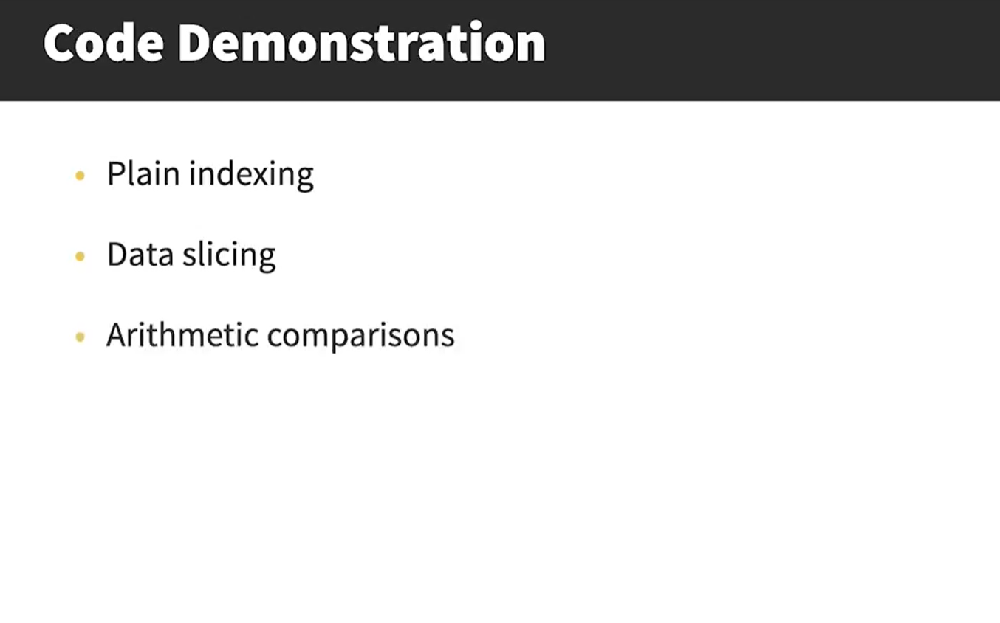 Code Demonstration
• Plain indexing
• Data slicing
• Arithmetic comparisons